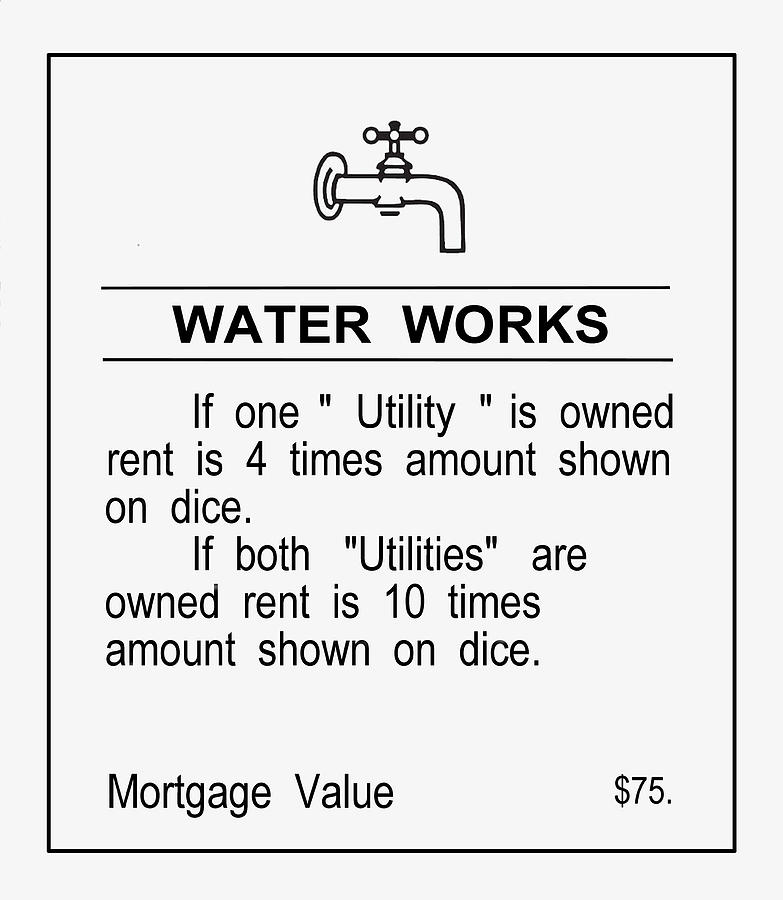 WATER WORKS
If one " Utility " is owned
rent is 4 times amount shown
on dice.
If both "Utilities" are
owned rent is 10 times
amount shown on dice.
Mortgage Value $75.